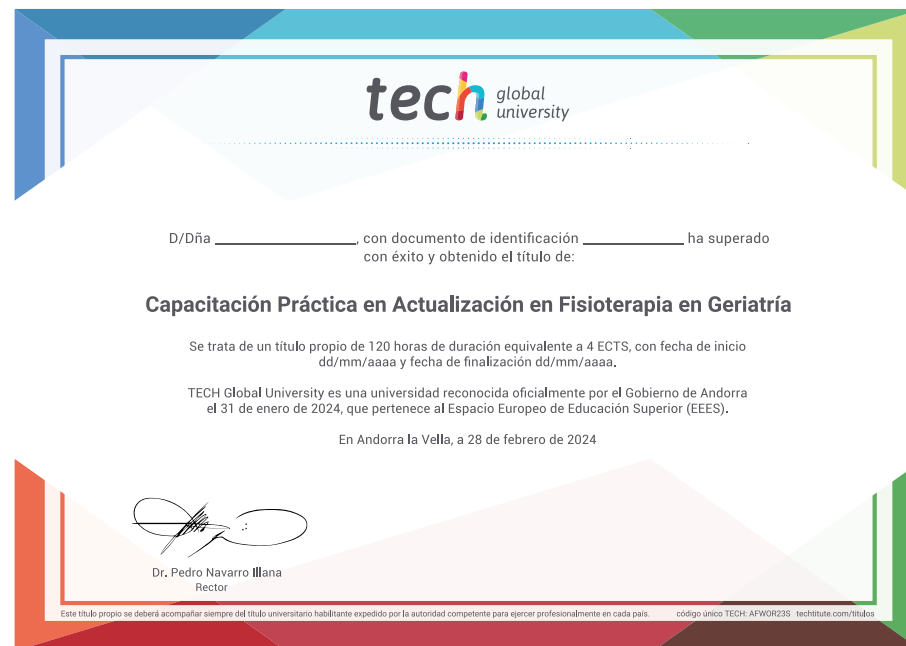 tech global university
D/Dña ____________________, con documento de identificación ______________ ha superado
con éxito y obtenido el título de:
Capacitación Práctica en Actualización en Fisioterapia en Geriatría
Se trata de un título propio de 120 horas de duración equivalente a 4 ECTS, con fecha de inicio
dd/mm/aaaa y fecha de finalización dd/mm/aaaa.
TECH Global University es una universidad reconocida oficialmente por el Gobierno de Andorra
el 31 de enero de 2024, que pertenece al Espacio Europeo de Educación Superior (EEES).
En Andorra la Vella, a 28 de febrero de 2024
Dr. Pedro Navarro Illana
Rector
Este título propio se deberá acompañar siempre del título universitario habilitante expedido por la autoridad competente para ejercer profesionalmente en cada país. código único TECH: AFWOR23S techtitute.com/titulos